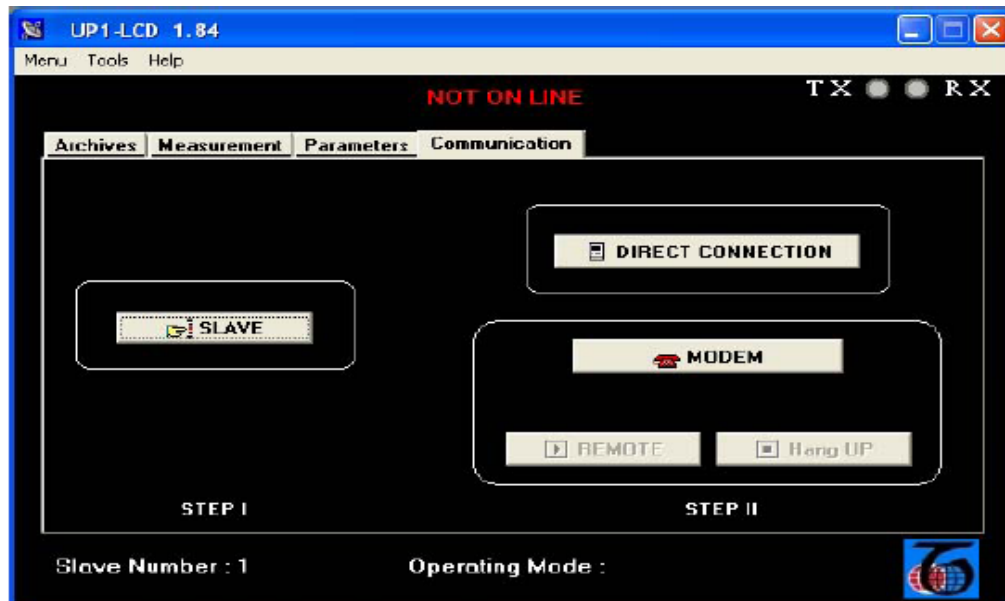 UP1-LCD 1.84
Menu Tools Help
NOT ON LINE
TX RX
Archives Measurement Parameters Communication
DIRECT CONNECTION
SLAVE
MODEM
REMOTE Hang UP
STEP I STEP II
Slave Number : 1 Operating Mode :